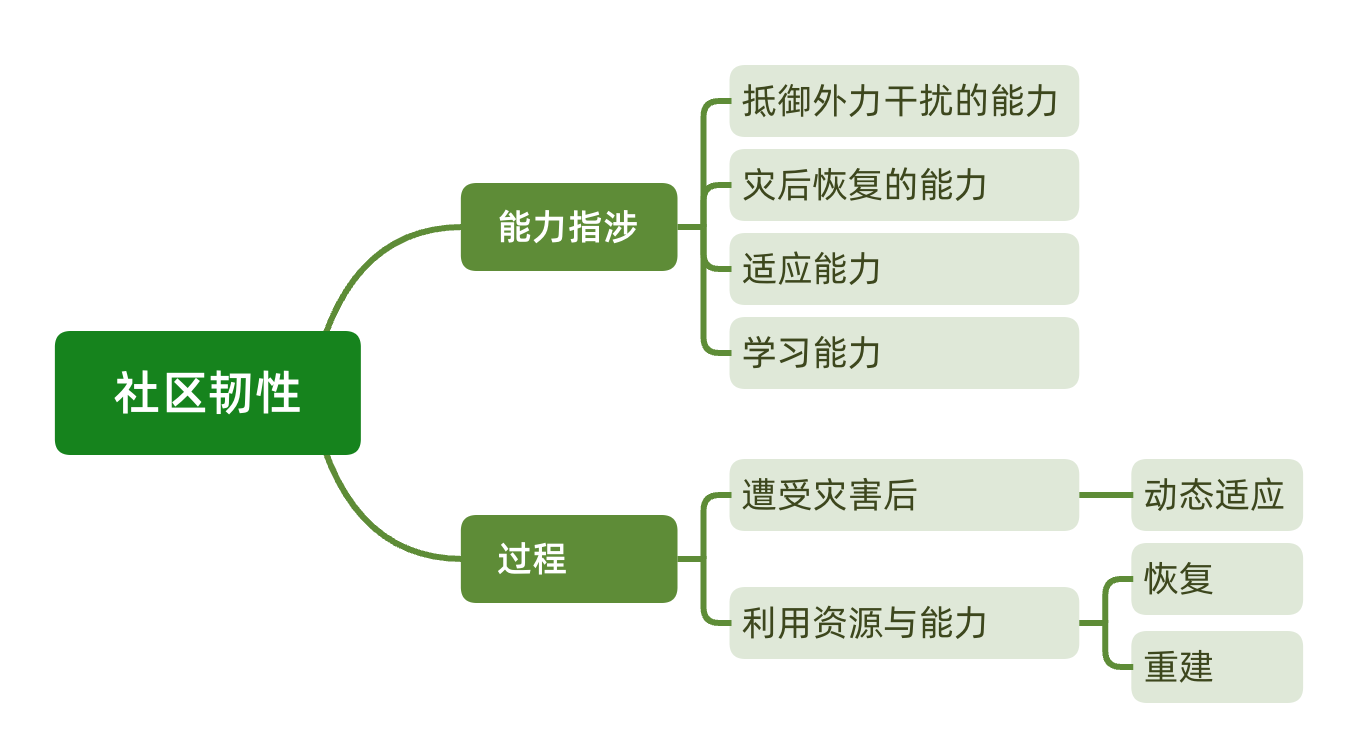 社区韧性
能力指涉
抵御外力干扰的能力
灾后恢复的能力
适应能力
学习能力
过程
遭受灾害后
动态适应
利用资源与能力
恢复
重建